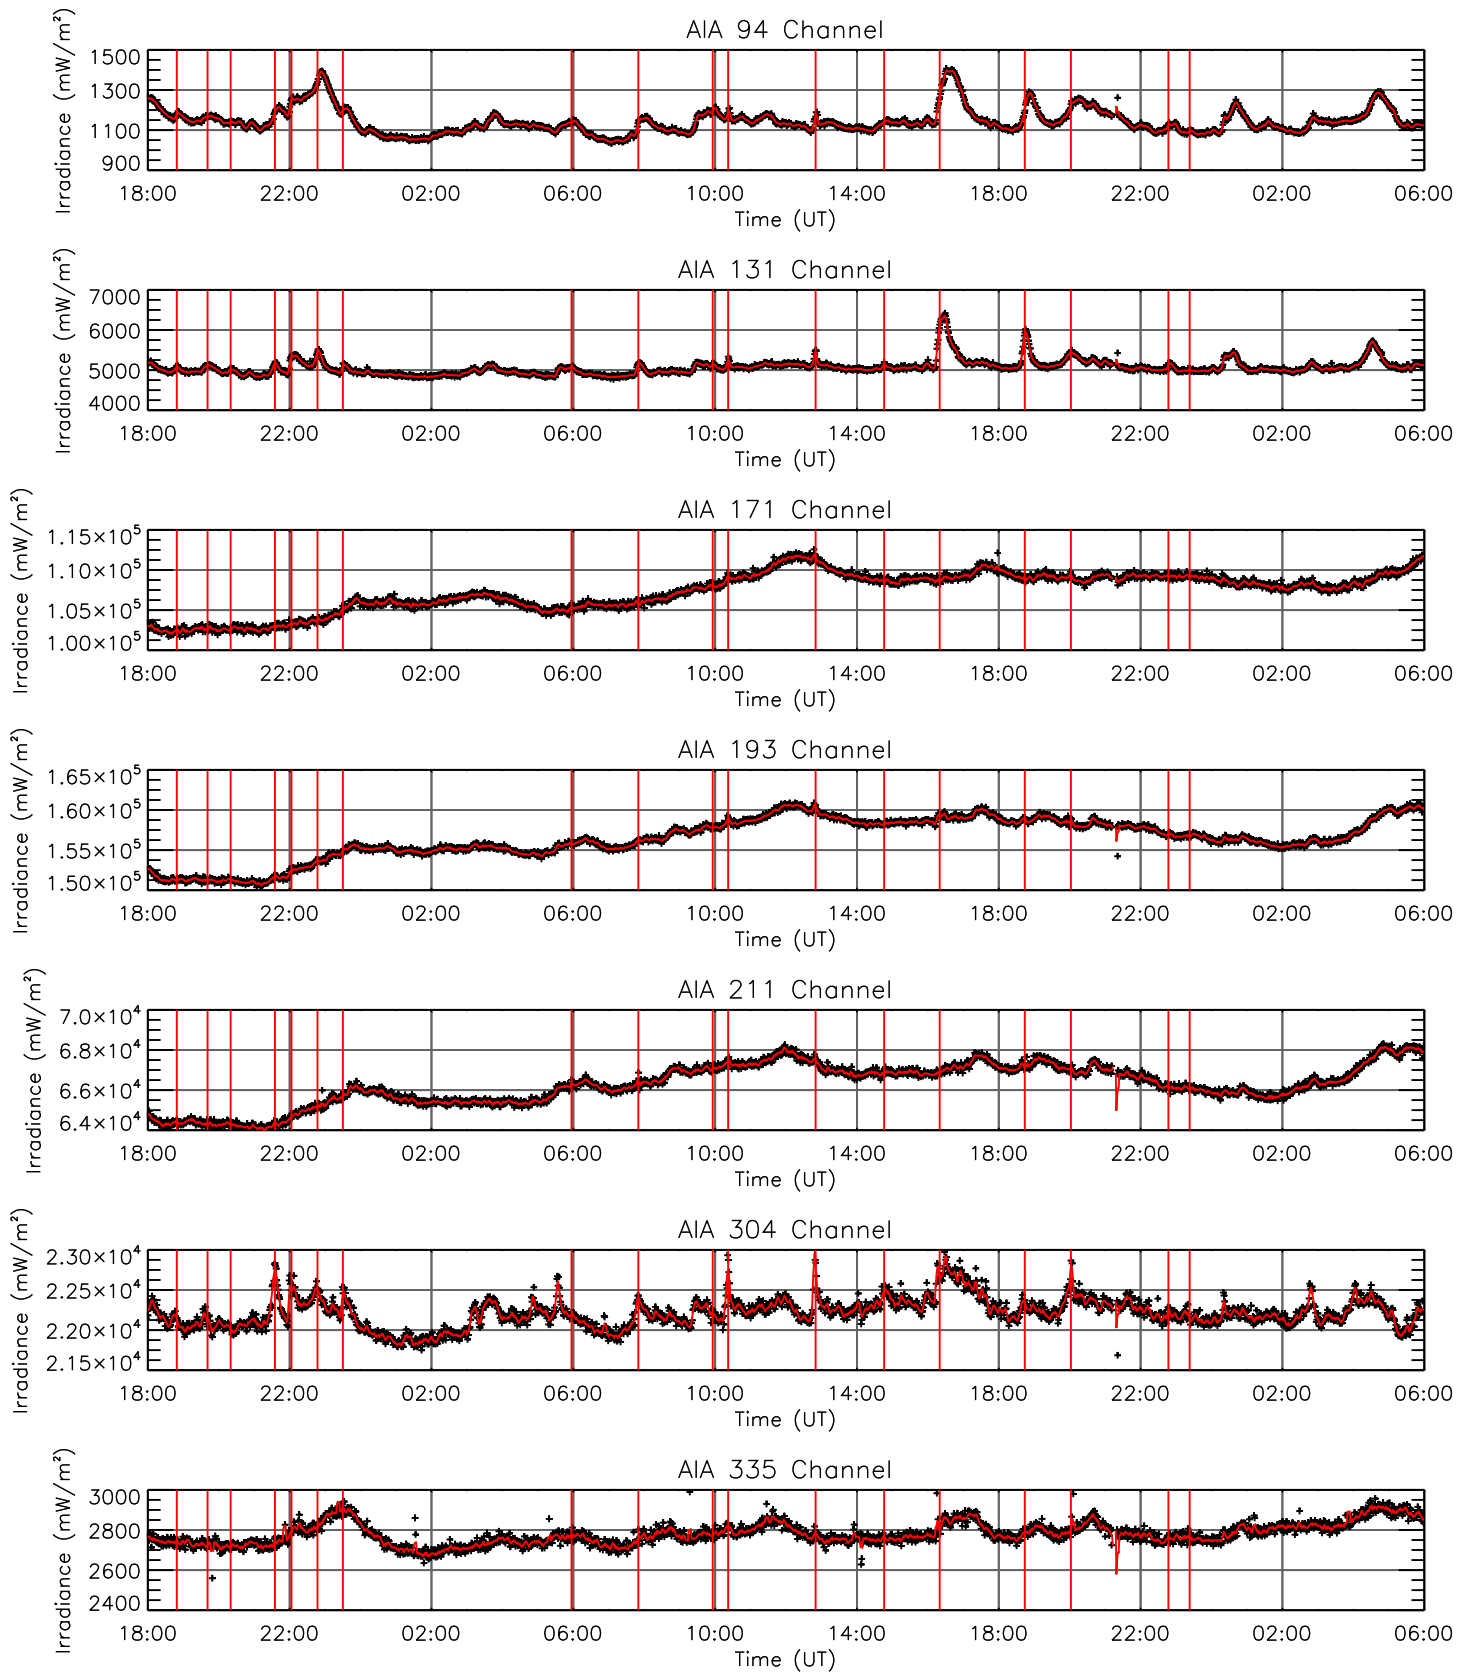 AIA 94 Channel
Irradiance (mW/m²)
1500
1300
1100
900
18:00 22:00 02:00 06:00 10:00 14:00 18:00 22:00 02:00 06:00
Time (UT)
AIA 131 Channel
Irradiance (mW/m²)
7000
6000
5000
4000
18:00 22:00 02:00 06:00 10:00 14:00 18:00 22:00 02:00 06:00
Time (UT)
AIA 171 Channel
Irradiance (mW/m²)
1.15×10⁵
1.10×10⁵
1.05×10⁵
1.00×10⁵
18:00 22:00 02:00 06:00 10:00 14:00 18:00 22:00 02:00 06:00
Time (UT)
AIA 193 Channel
Irradiance (mW/m²)
1.65×10⁵
1.60×10⁵
1.55×10⁵
1.50×10⁵
18:00 22:00 02:00 06:00 10:00 14:00 18:00 22:00 02:00 06:00
Time (UT)
AIA 211 Channel
Irradiance (mW/m²)
7.0×10⁴
6.8×10⁴
6.6×10⁴
6.4×10⁴
18:00 22:00 02:00 06:00 10:00 14:00 18:00 22:00 02:00 06:00
Time (UT)
AIA 304 Channel
Irradiance (mW/m²)
2.30×10⁴
2.25×10⁴
2.20×10⁴
2.15×10⁴
18:00 22:00 02:00 06:00 10:00 14:00 18:00 22:00 02:00 06:00
Time (UT)
AIA 335 Channel
Irradiance (mW/m²)
3000
2800
2600
2400
18:00 22:00 02:00 06:00 10:00 14:00 18:00 22:00 02:00 06:00
Time (UT)